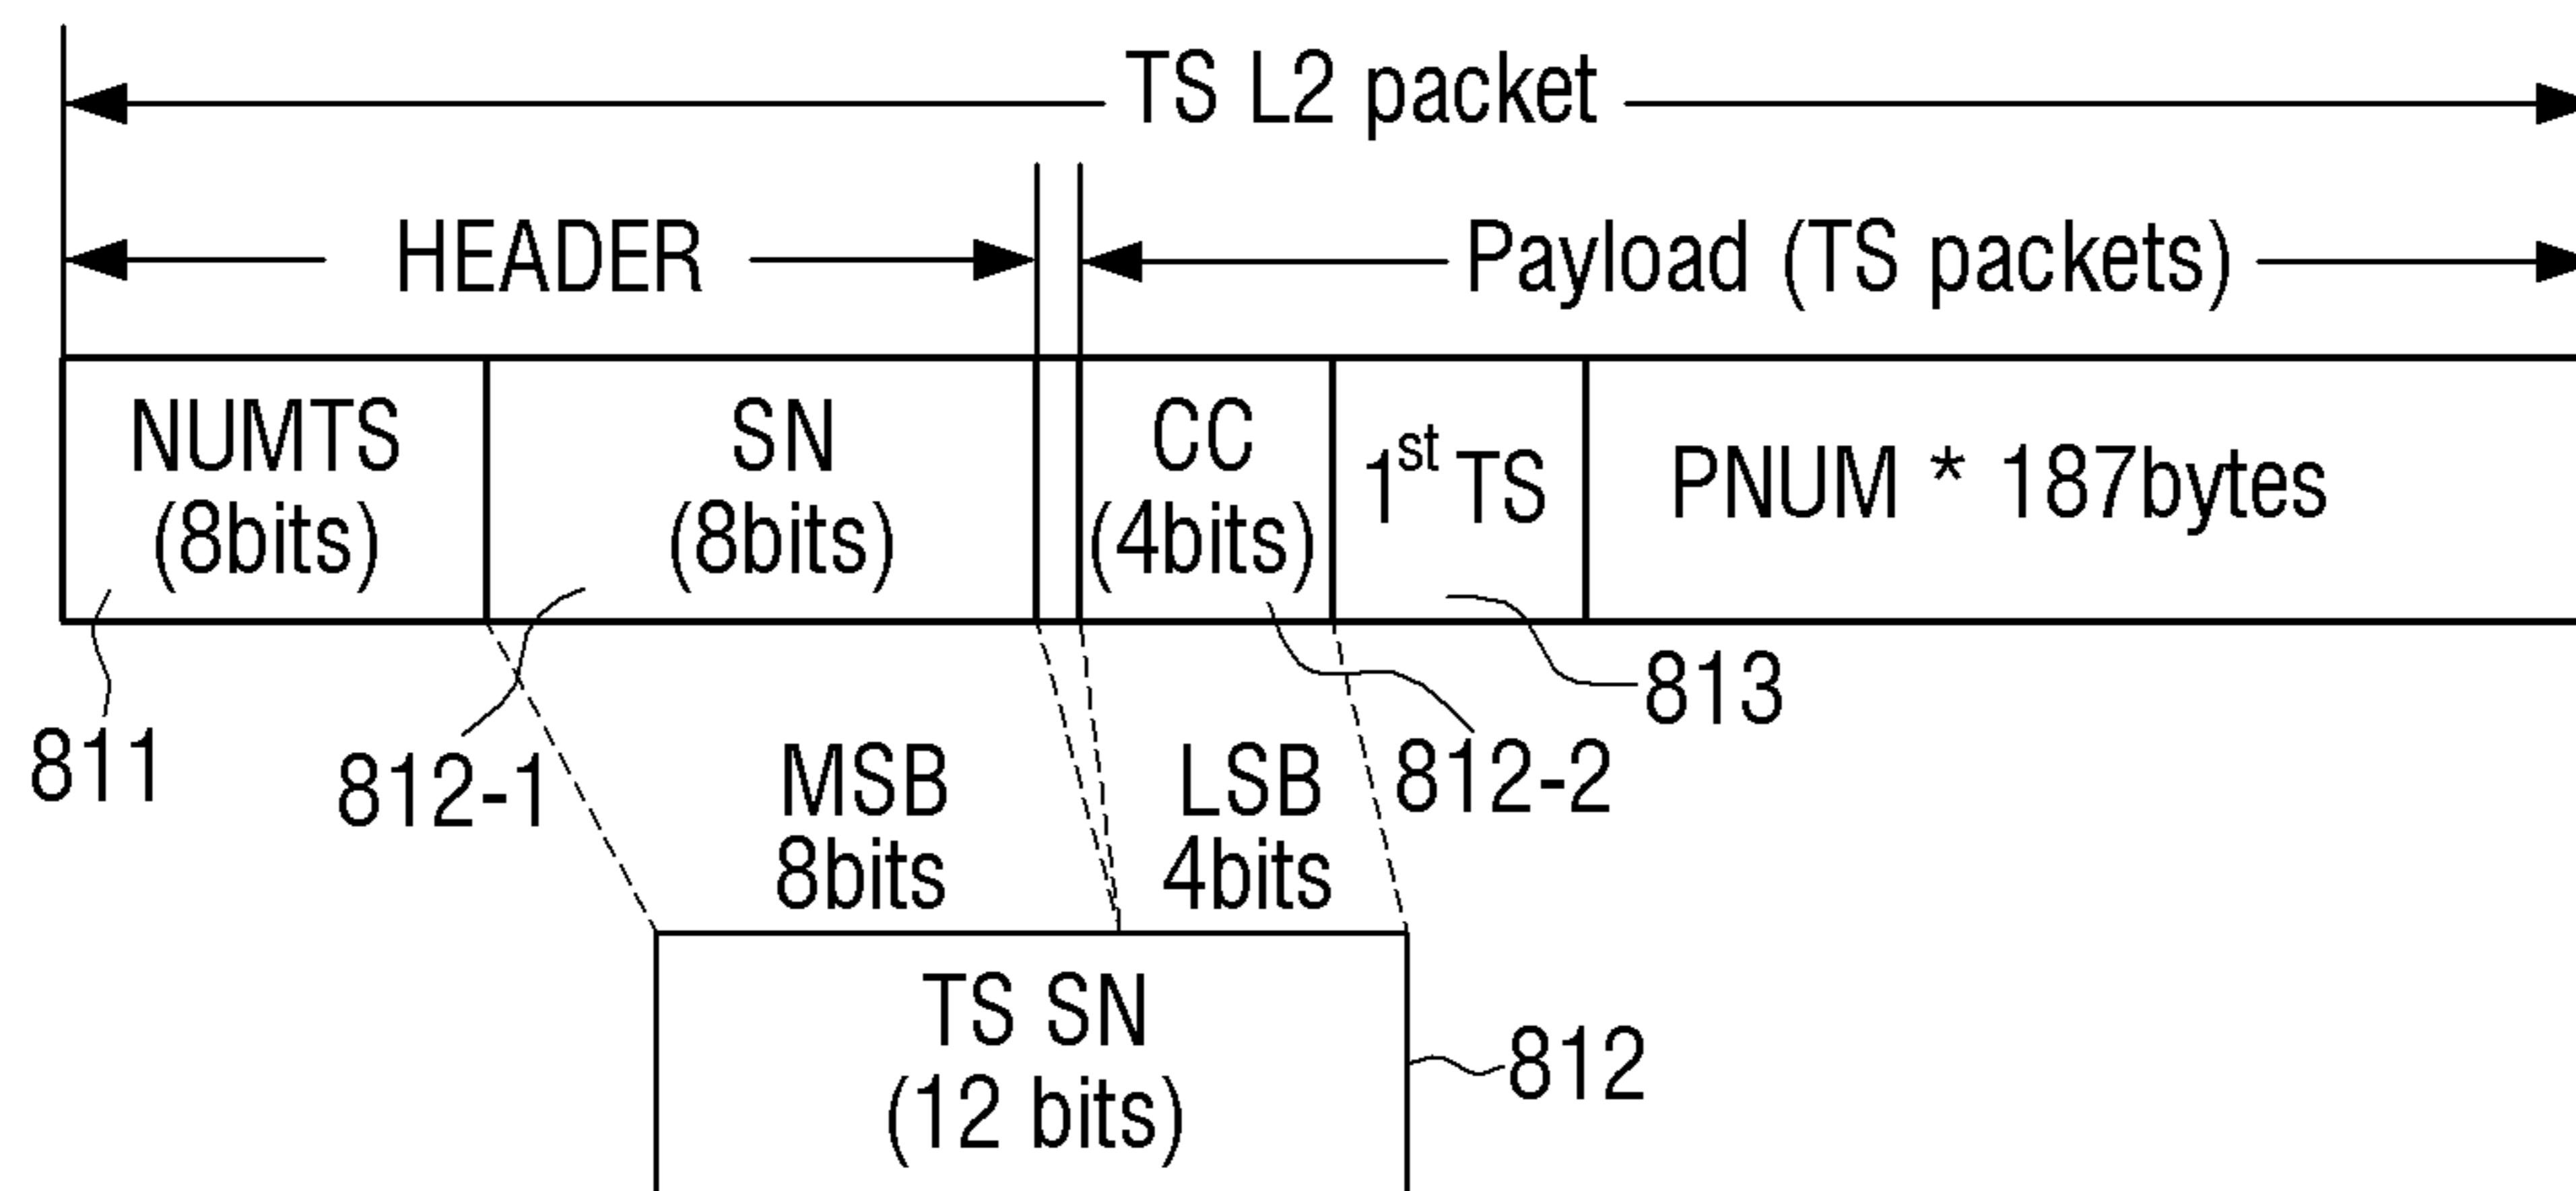 TS L2 packet
HEADER
Payload (TS packets)
NUMTS
(8bits)
SN
(8bits)
CC
(4bits)
1st TS
PNUM * 187bytes
811
812-1
MSB
8bits
LSB
4bits
812-2
813
TS SN
(12 bits)
812